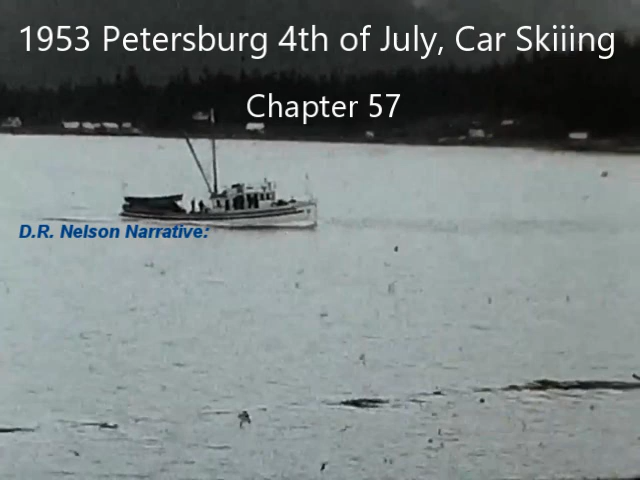 1953 Petersburg 4th of July, Car Skiiing
Chapter 57
D.R. Nelson Narrative: